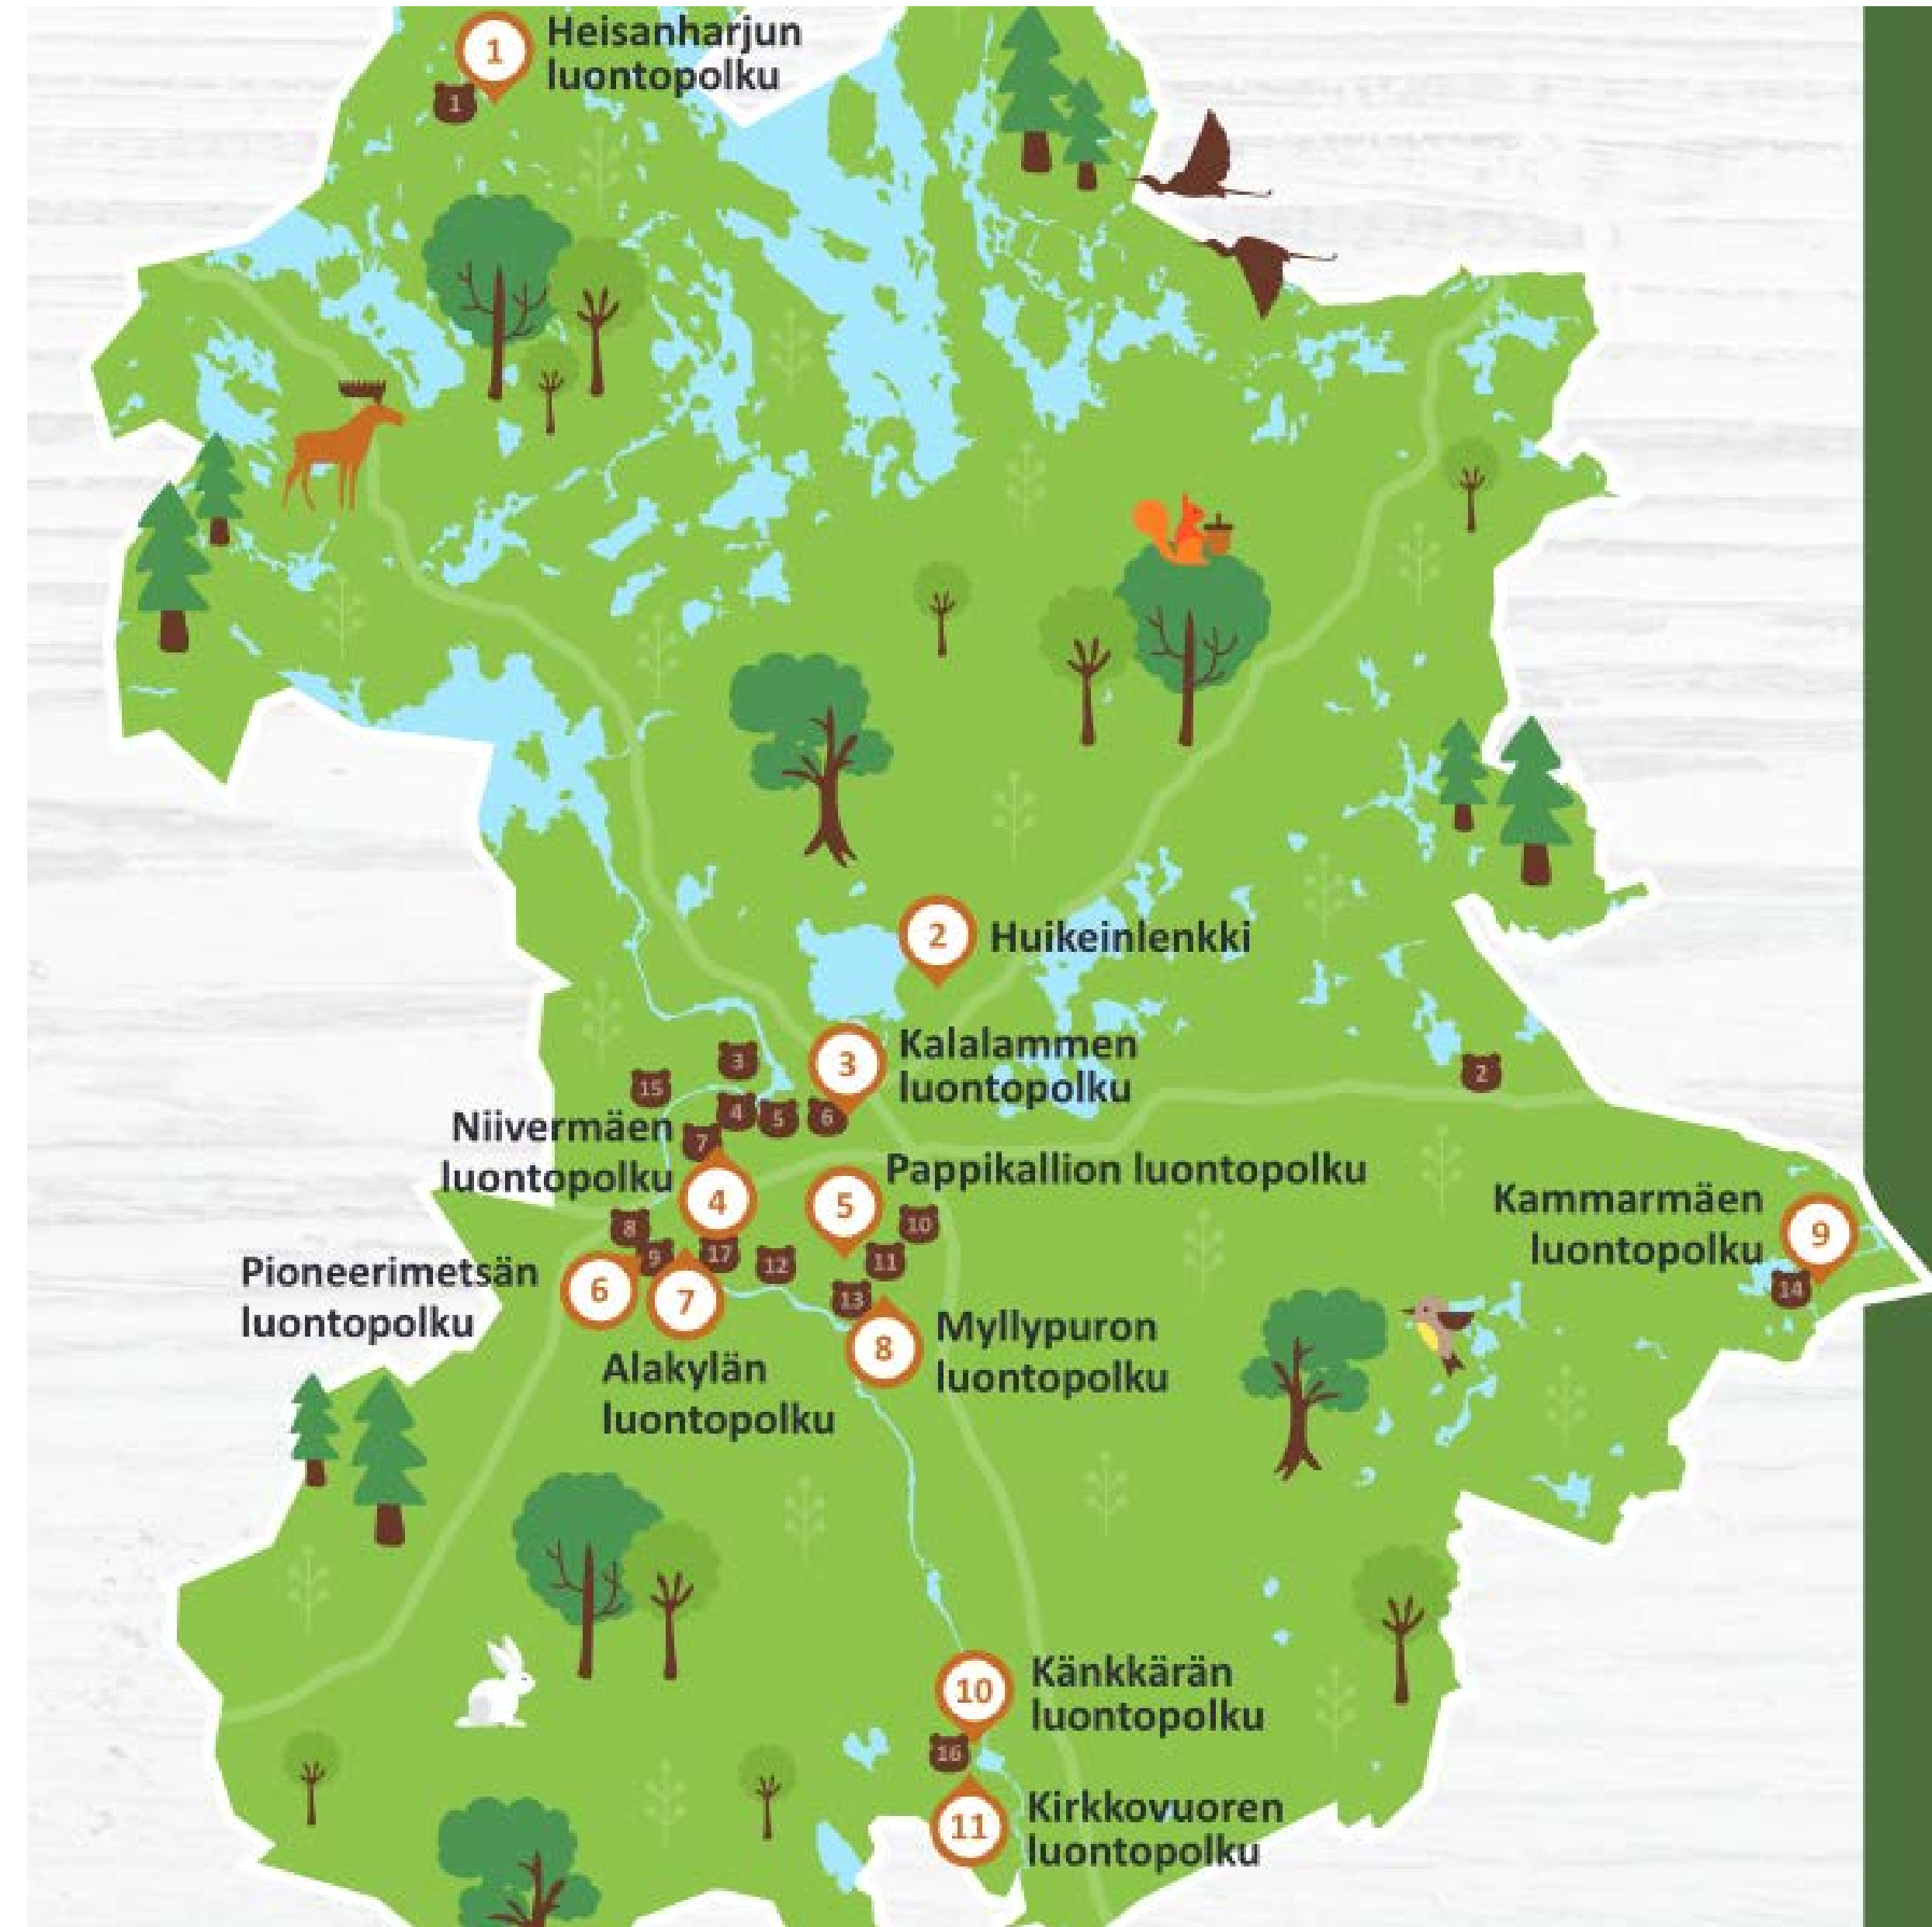 1
Heisanharjun
luontopolku
1
2
Huikeinlenkki
3
Kalalammen
luontopolku
3
15
2
4
5
6
7
Niivermäen
luontopolku
4
5
Pappikallion luontopolku
10
8
9
17
12
11
13
Kammarmäen
luontopolku
9
14
Pioneerimetsän
luontopolku
6
7
Alakylän
luontopolku
8
Myllypuron
luontopolku
10
Känkkärän
luontopolku
16
11
Kirkkovuoren
luontopolku